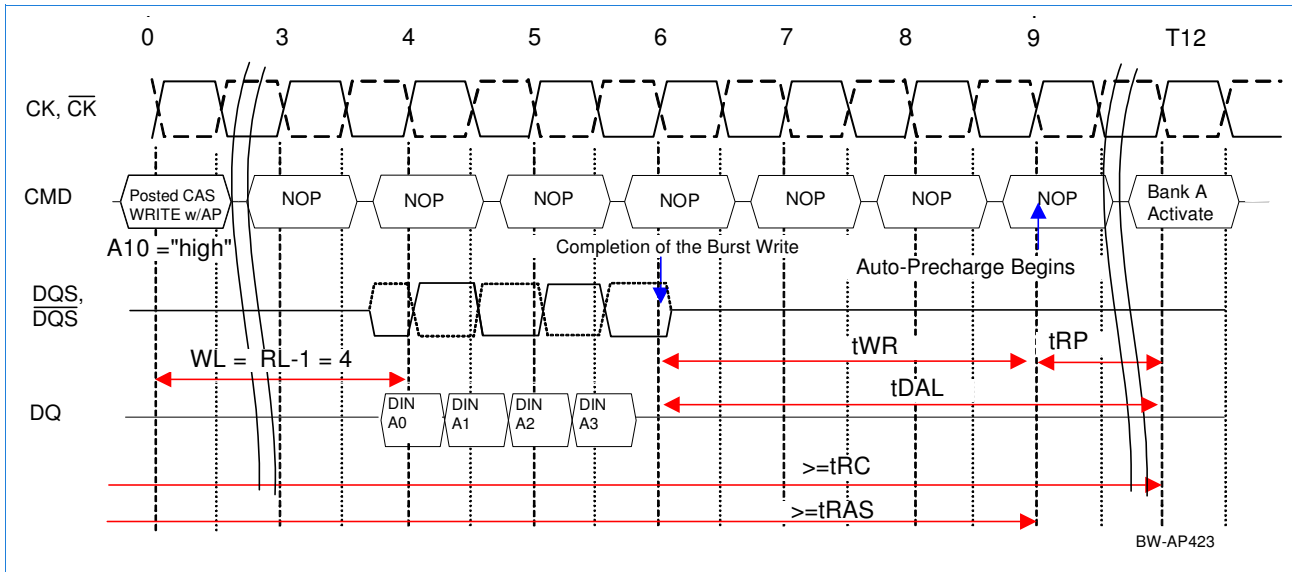 0 3 4 5 6 7 8 9 T12
CK, CK
CMD
Posted CAS
WRITE w/AP
NOP NOP NOP NOP NOP NOP NOP
Bank A
Activate
A10 ="high"
Completion of the Burst Write
Auto-Precharge Begins
DQS,
DQS
WL = RL-1 = 4
tWR
tRP
tDAL
DQ
DIN
A0
DIN
A1
DIN
A2
DIN
A3
>=tRC
>=tRAS
BW-AP423